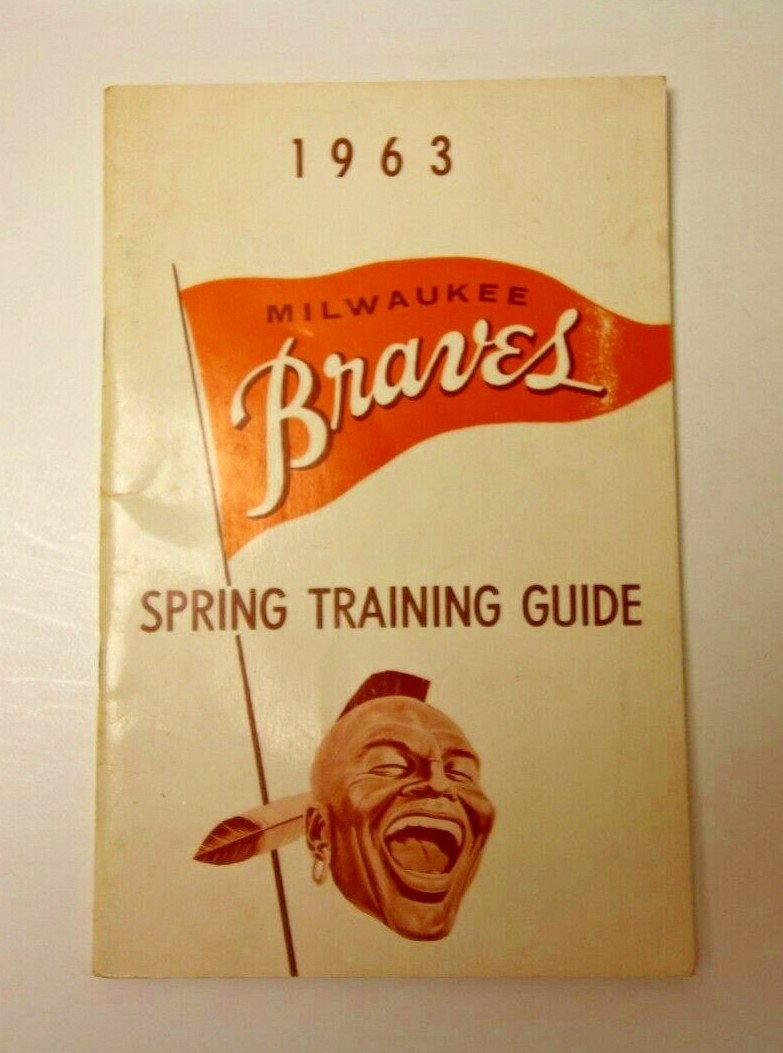 1963
MILWAUKEE
Braves
SPRING TRAINING GUIDE